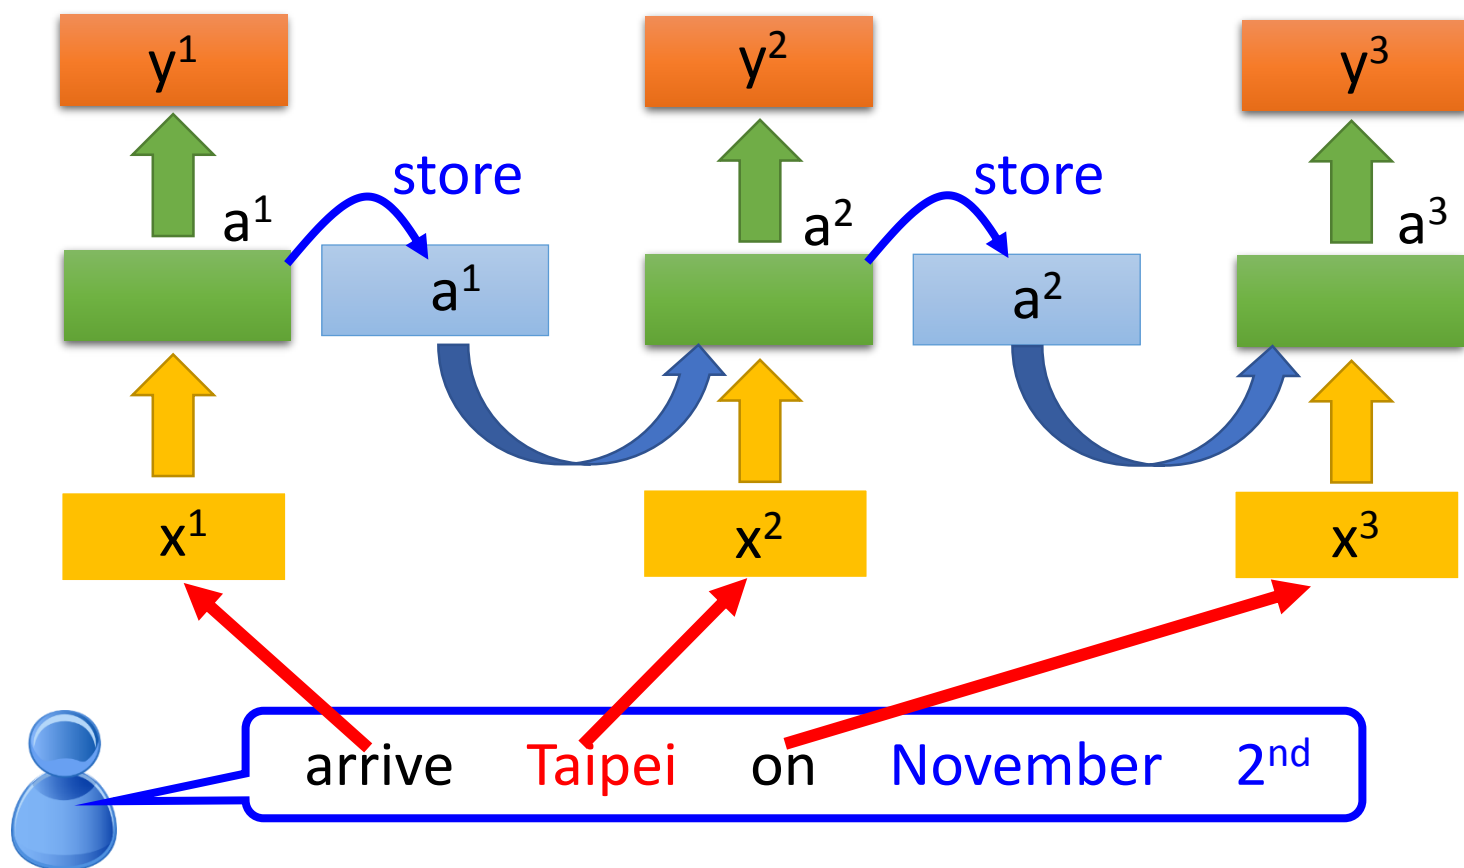 y¹ y² y³
store store
a¹ a² a³
a¹ a²
x¹ x² x³
arrive Taipei on November 2ⁿᵈ